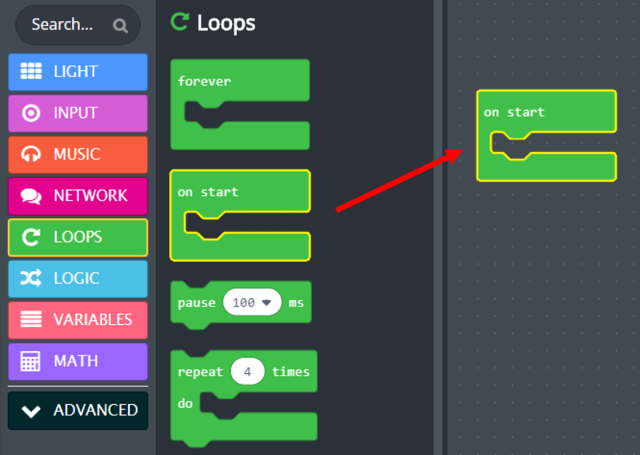 Search...
LIGHT
INPUT
MUSIC
NETWORK
LOOPS
LOGIC
VARIABLES
MATH
ADVANCED
Loops
forever
on start
pause 100 ms
repeat 4 times
do
on start